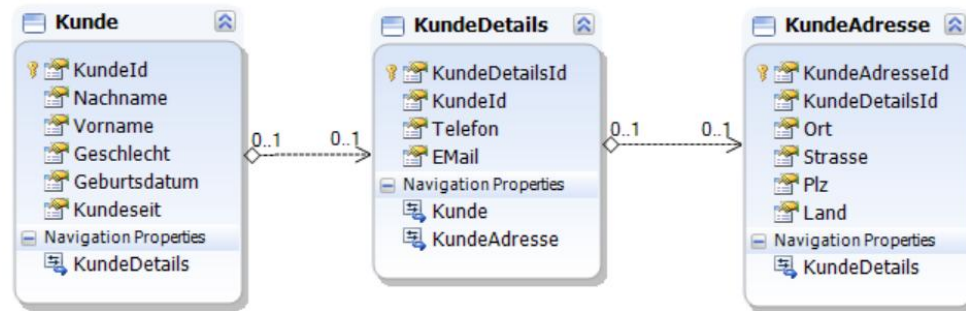 Kunde
KundeId
Nachname
Vorname
Geschlecht
Geburtsdatum
Kundeseit
Navigation Properties
KundeDetails
0..1
0..1
KundeDetails
KundeDetailsId
KundeId
Telefon
EMail
Navigation Properties
Kunde
KundeAdresse
0..1
0..1
KundeAdresse
KundeAdresseId
KundeDetailsId
Ort
Strasse
Plz
Land
Navigation Properties
KundeDetails